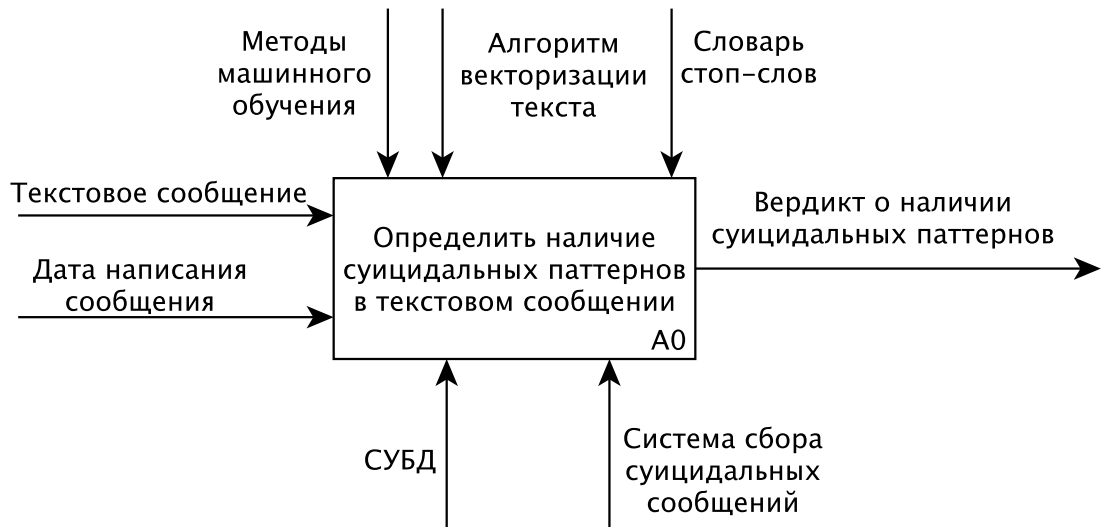 Методы
машинного
обучения
Алгоритм
векторизации
текста
Словарь
стоп-слов
Текстовое сообщение
Дата написания
сообщения
Определить наличие
суицидальных паттернов
в текстовом сообщении
А0
Вердикт о наличии
суицидальных паттернов
СУБД
Система сбора
суицидальных
сообщений